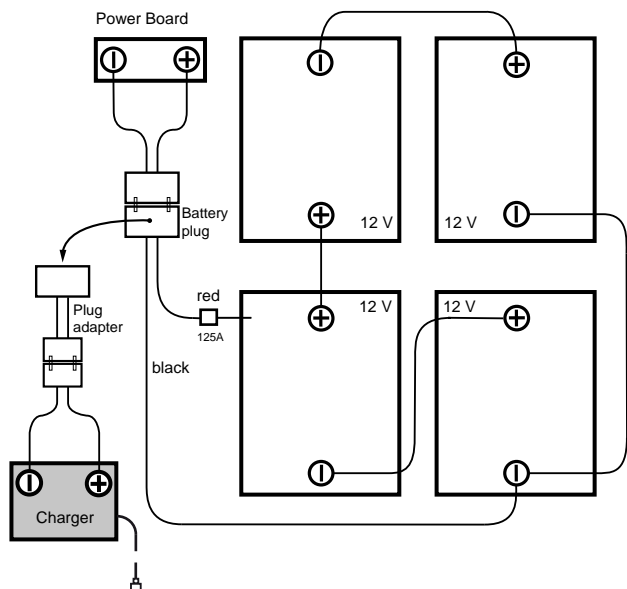 Power Board
12 V
12 V
Battery
plug
red
125A
12 V
12 V
Plug
adapter
black
Charger